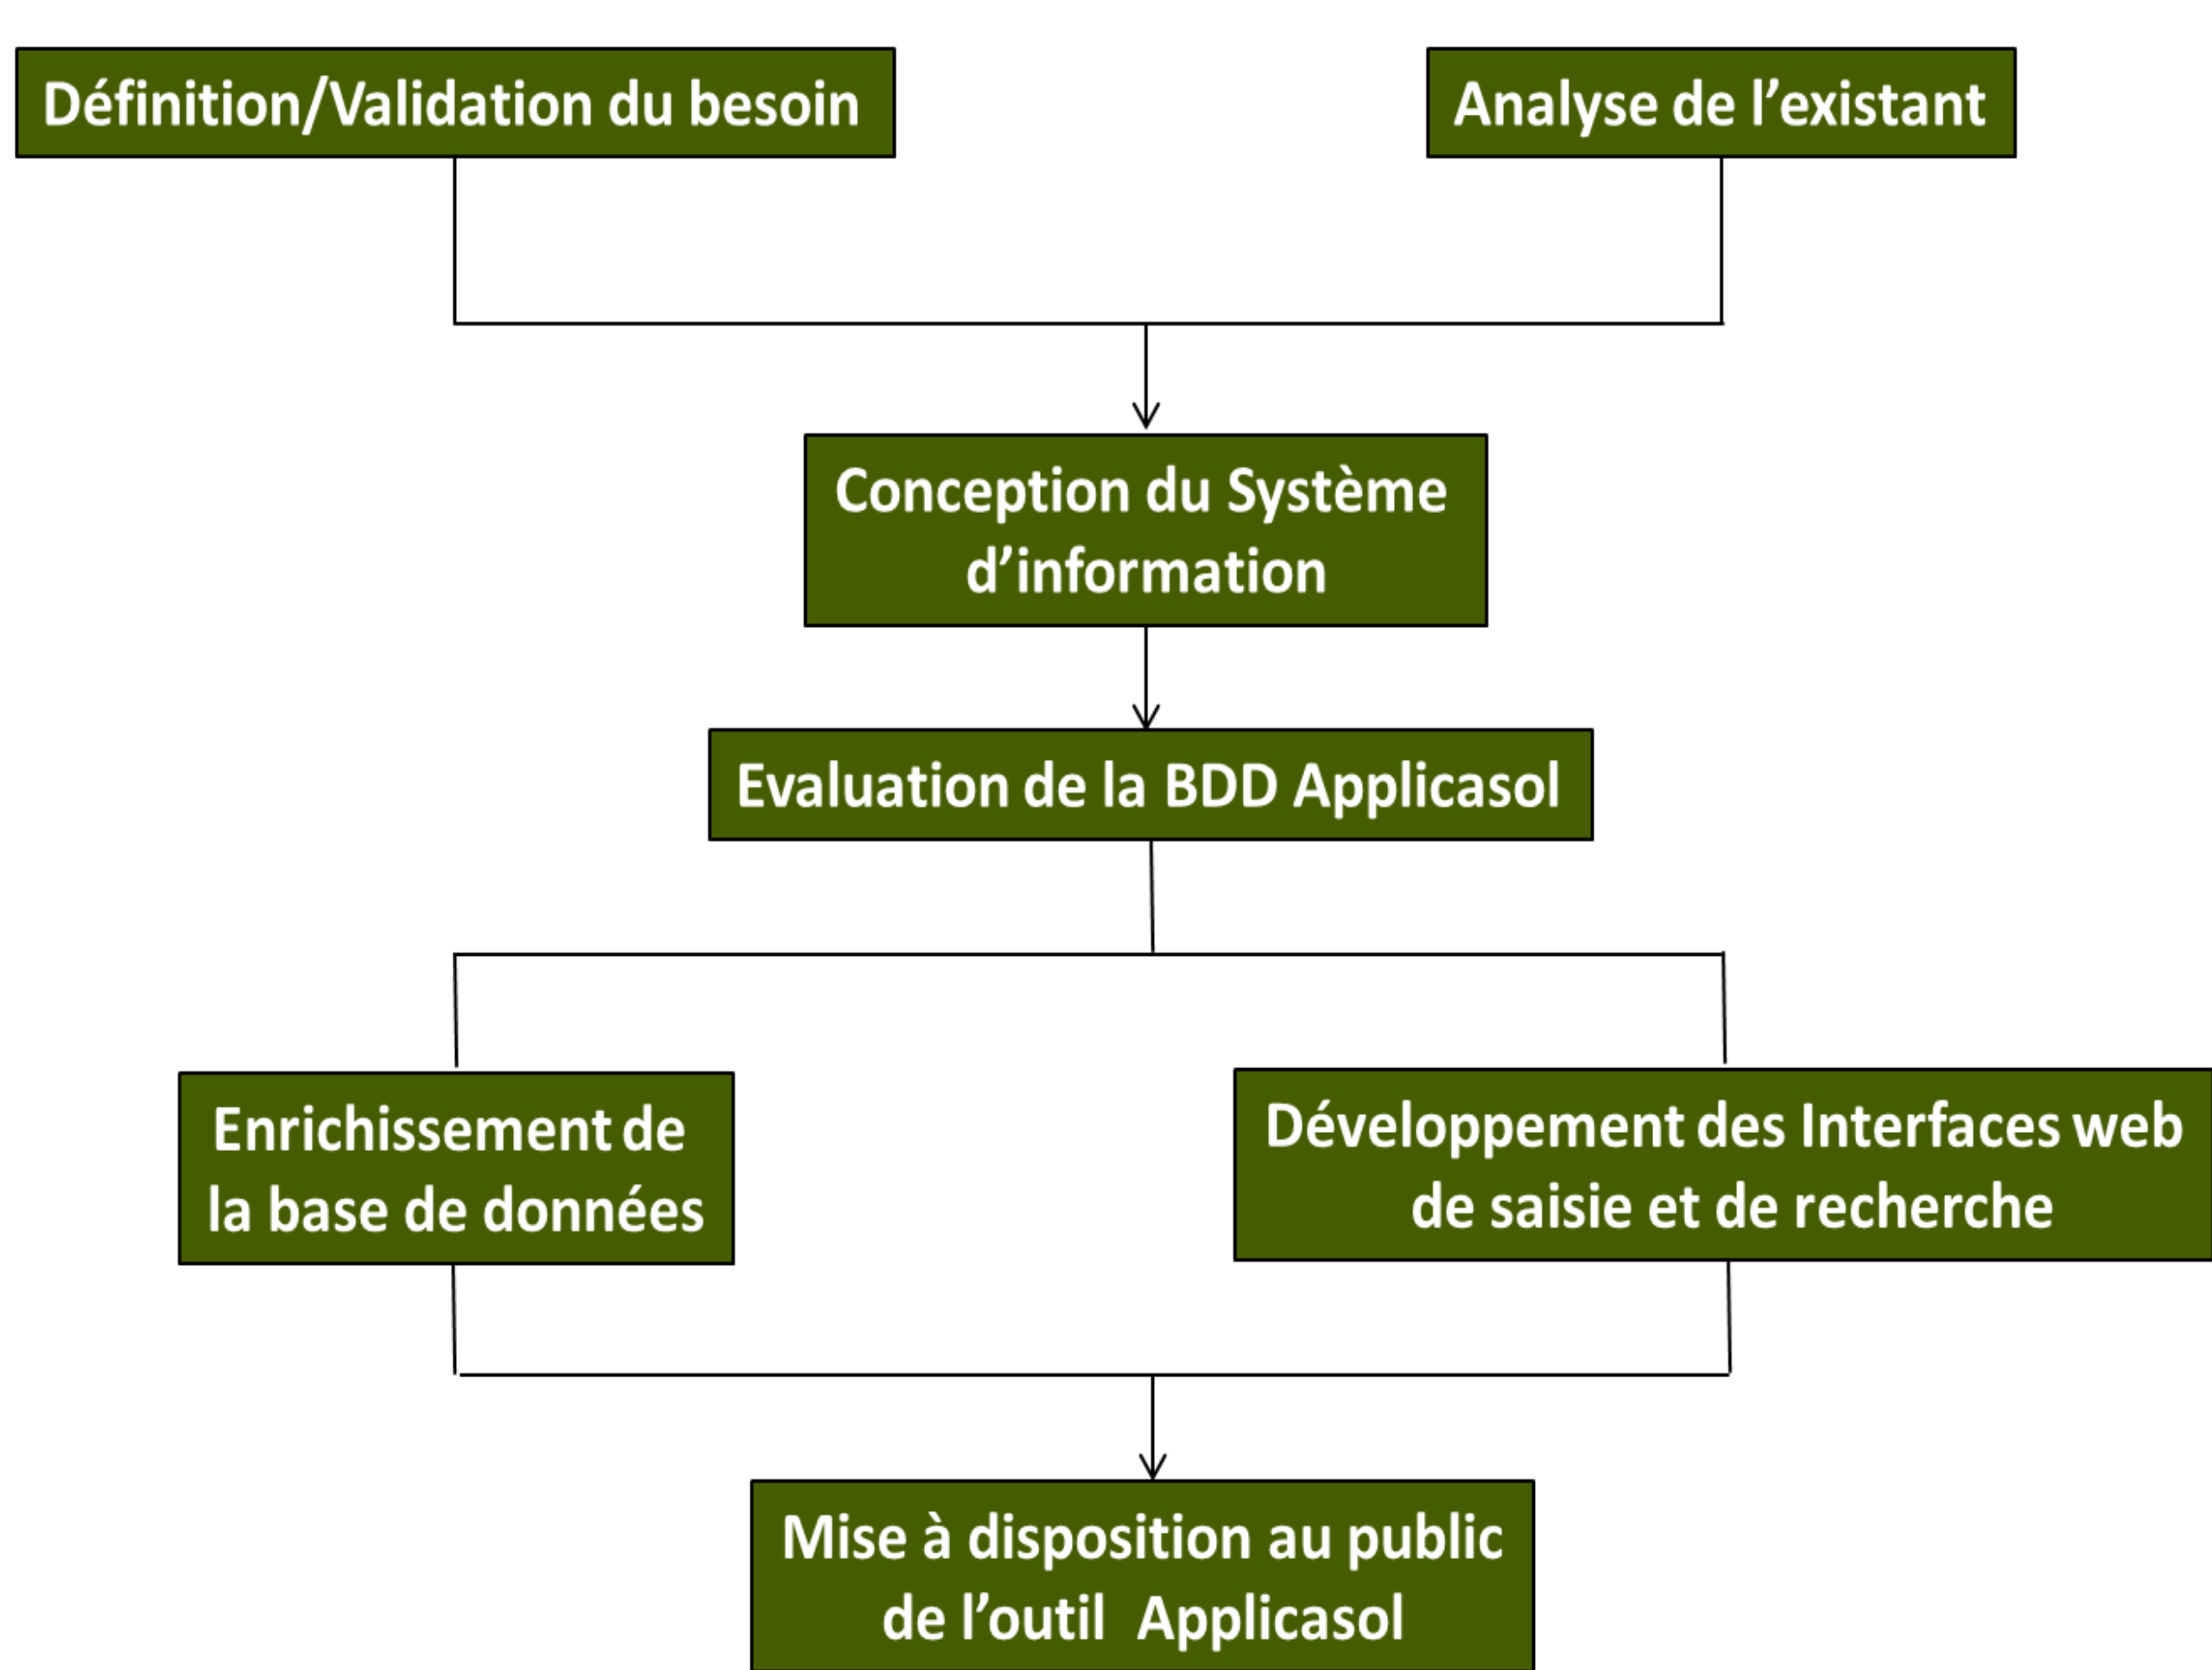 Définition/Validation du besoin
Analyse de l’existant
Conception du Système
d’information
Evaluation de la BDD Applicasol
Enrichissement de
la base de données
Développement des Interfaces web
de saisie et de recherche
Mise à disposition au public
de l’outil Applicasol